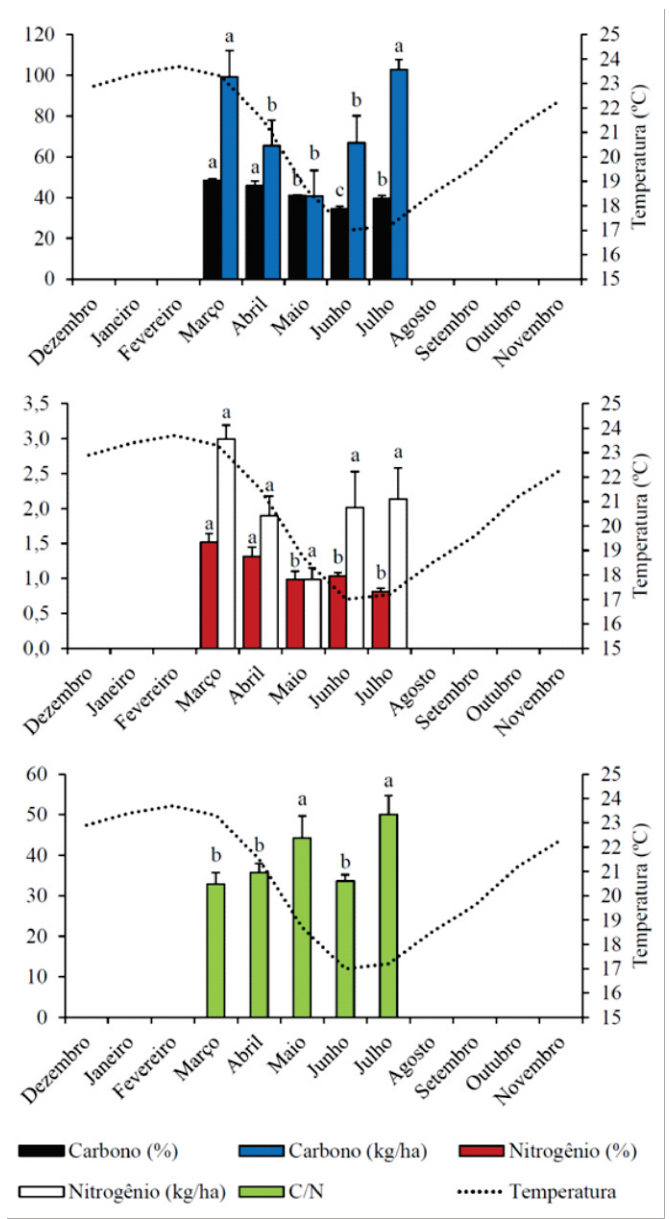 120
100
80
60
40
20
0
25
24
23
22
21
20
19
18
17
16
15
Temperatura (ºC)
a a a b b b b c b a
Dezembro
Janeiro
Fevereiro
Março
Abril
Maio
Junho
Julho
Agosto
Setembro
Outubro
Novembro
3,5
3,0
2,5
2,0
1,5
1,0
0,5
0,0
25
24
23
22
21
20
19
18
17
16
15
Temperatura (ºC)
a a a a b a b a b a
Dezembro
Janeiro
Fevereiro
Março
Abril
Maio
Junho
Julho
Agosto
Setembro
Outubro
Novembro
60
50
40
30
20
10
0
25
24
23
22
21
20
19
18
17
16
15
Temperatura (ºC)
b b a b a
Dezembro
Janeiro
Fevereiro
Março
Abril
Maio
Junho
Julho
Agosto
Setembro
Outubro
Novembro
Carbono (%) Carbono (kg/ha) Nitrogênio (%)
Nitrogênio (kg/ha) C/N Temperatura